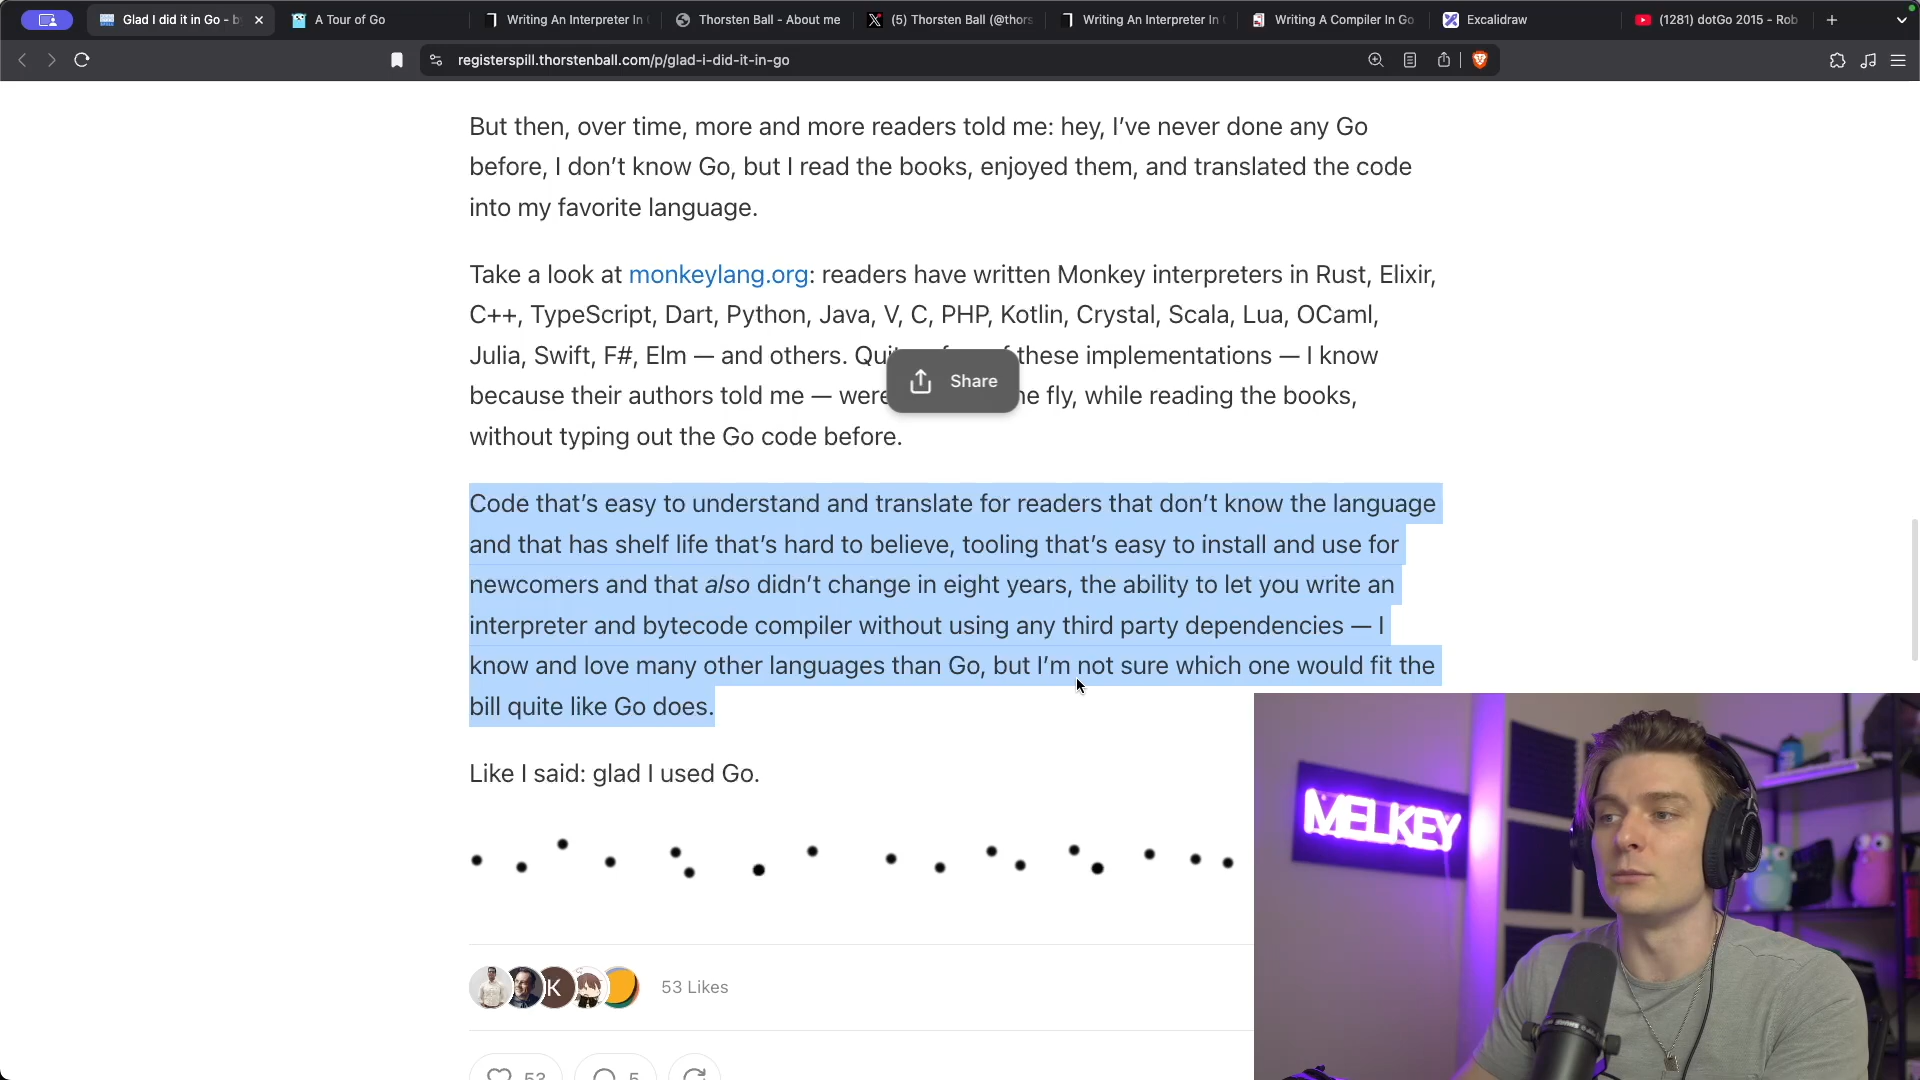 Glad I did it in Go - b
A Tour of Go
Writing An Interpreter In
Thorsten Ball - About me
(5) Thorsten Ball (@thors
Writing An Interpreter In
Writing A Compiler In Go
Excalidraw
(1281) dotGo 2015 - Rob
registerspill.thorstenball.com/p/glad-i-did-it-in-go
But then, over time, more and more readers told me: hey, I’ve never done any Go
before, I don’t know Go, but I read the books, enjoyed them, and translated the code
into my favorite language.
Take a look at monkeylang.org: readers have written Monkey interpreters in Rust, Elixir,
C++, TypeScript, Dart, Python, Java, V, C, PHP, Kotlin, Crystal, Scala, Lua, OCaml,
Julia, Swift, F#, Elm — and others. these implementations — I know
Share
because their authors told me — were fly, while reading the books,
without typing out the Go code before.
Code that’s easy to understand and translate for readers that don’t know the language
and that has shelf life that’s hard to believe, tooling that’s easy to install and use for
newcomers and that also didn’t change in eight years, the ability to let you write an
interpreter and bytecode compiler without using any third party dependencies — I
know and love many other languages than Go, but I’m not sure which one would fit the
bill quite like Go does.
Like I said: glad I used Go.
MELKEY
K
53 Likes
53
5